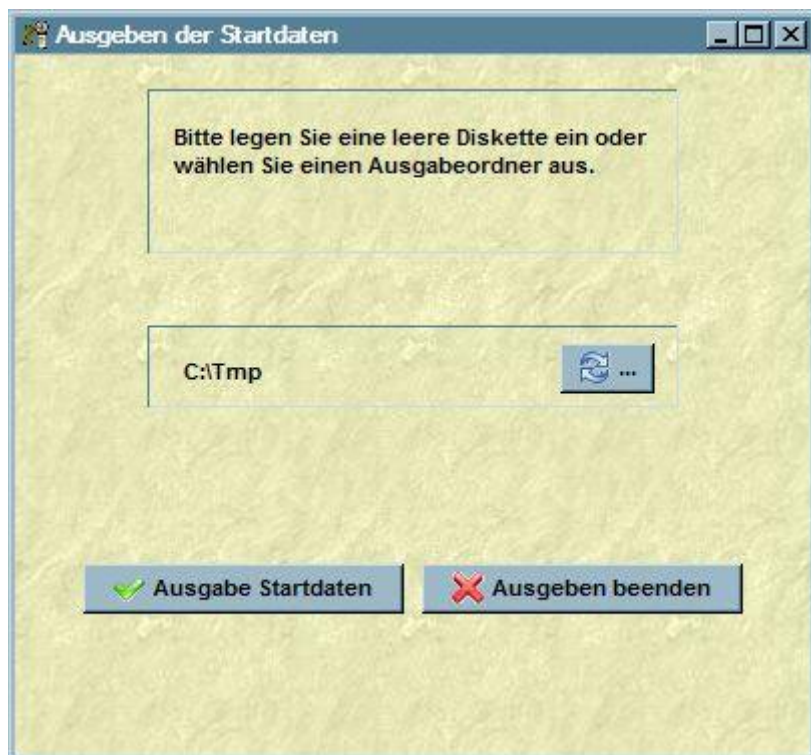 Ausgeben der Startdaten
Bitte legen Sie eine leere Diskette ein oder
wählen Sie einen Ausgabeordner aus.
C:\Tmp
...
Ausgabe Startdaten
Ausgeben beenden